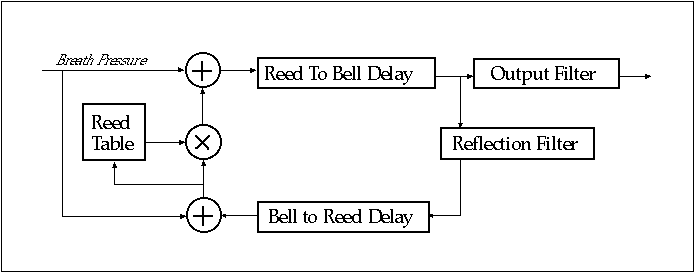 Breath Pressure
+
Reed To Bell Delay
Output Filter
Reed
Table
×
Reflection Filter
+
Bell to Reed Delay